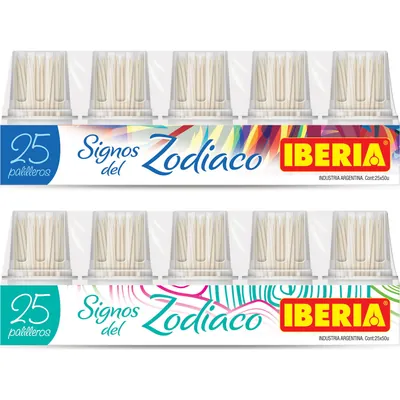 25
palilleros
Signos
del
Zodiaco
IBERIA
INDUSTRIA ARGENTINA. Cont:25x50u
25
palilleros
Signos
del
Zodiaco
IBERIA
INDUSTRIA ARGENTINA. Cont:25x50u